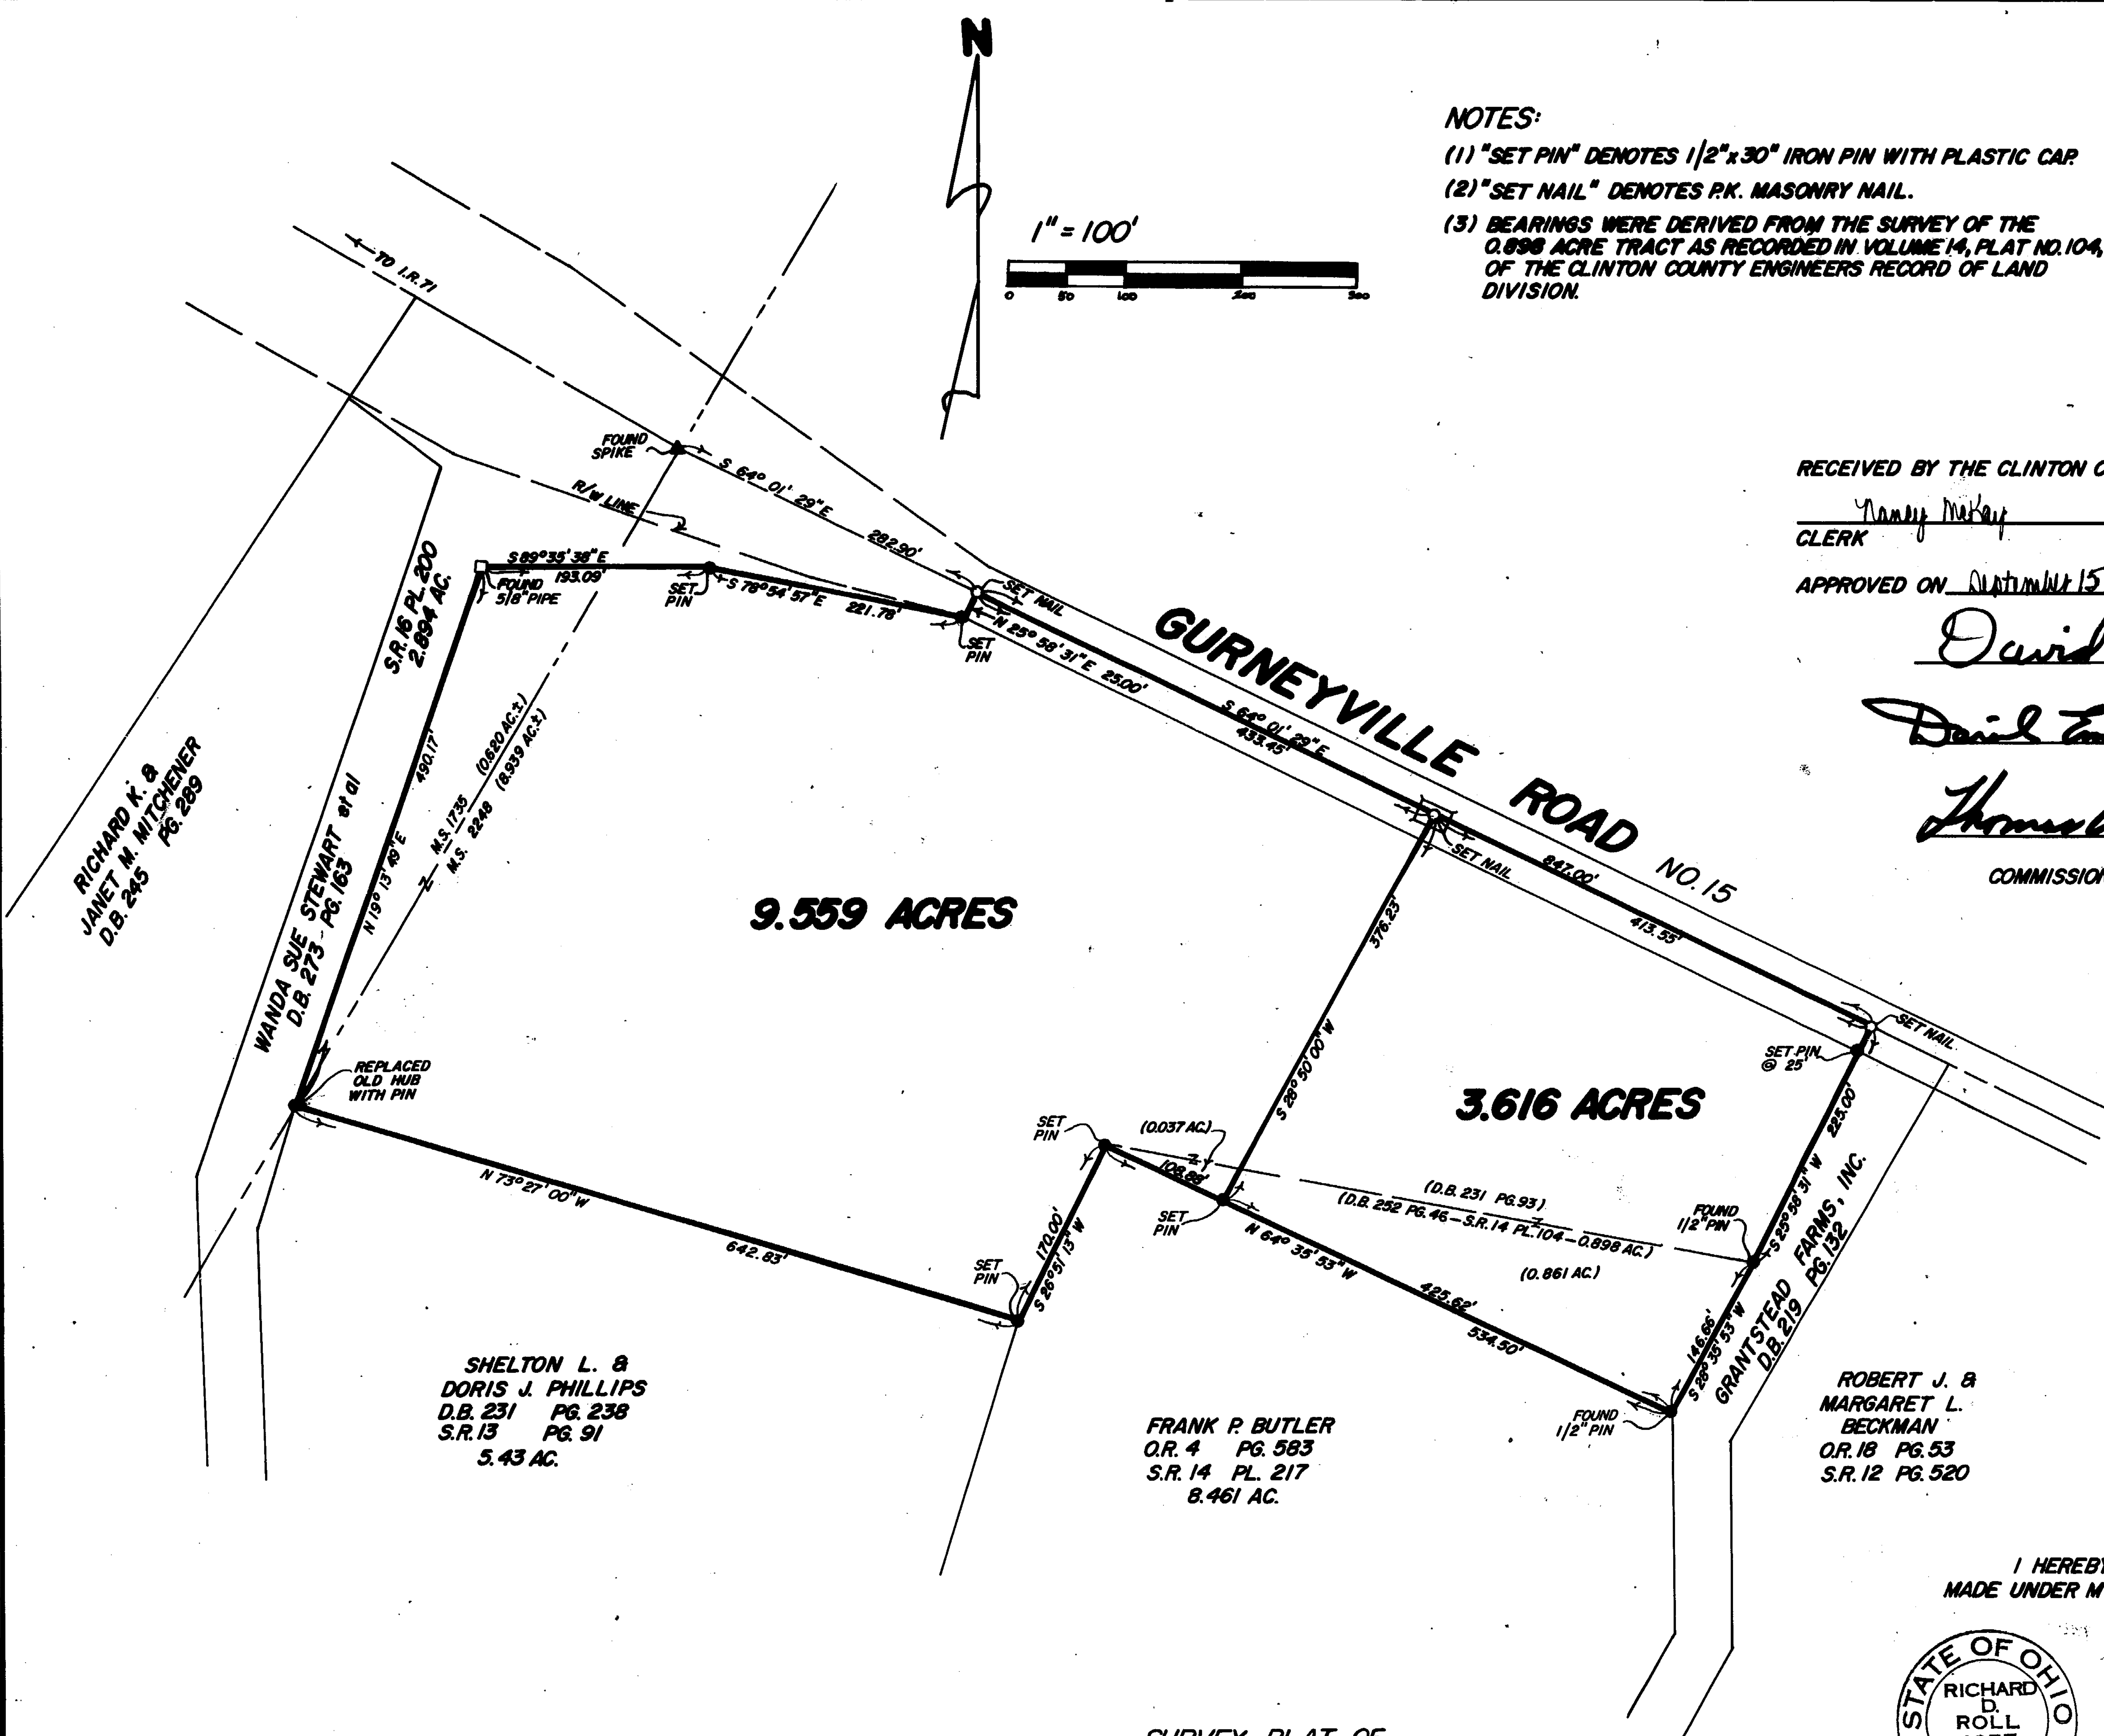 N
1" = 100'
0 50 100 200 300
NOTES:
(1) "SET PIN" DENOTES 1/2"x30" IRON PIN WITH PLASTIC CAP.
(2) "SET NAIL" DENOTES P.K. MASONRY NAIL.
(3) BEARINGS WERE DERIVED FROM THE SURVEY OF THE
0.898 ACRE TRACT AS RECORDED IN VOLUME 14, PLAT NO. 104,
OF THE CLINTON COUNTY ENGINEERS RECORD OF LAND
DIVISION.
RECEIVED BY THE CLINTON C
Nancy McKay
CLERK
APPROVED ON September 15
David
Thomas
COMMISSION
TO I.R. 71
FOUND
SPIKE
S 64° 01' 29" E
282.90'
R/W LINE
S 89° 35' 38" E
193.09'
FOUND
5/8" PIPE
SET
PIN
S 78° 54' 57" E
221.78'
SET
PIN
SET NAIL
N 25° 58' 31" E 25.00'
GURNEYVILLE ROAD NO. 15
S 64° 01' 29" E
433.45'
SET NAIL
847.00'
413.55'
SET NAIL
SET PIN
@ 25'
S.R. 16 PL. 200
2.894 AC.
RICHARD K. &
JANET M. MITCHENER
D.B. 245 PG. 289
WANDA SUE STEWART et al
D.B. 273 - PG. 163
N 19° 13' 49" E
490.17'
M.S. 1735 (0.620 AC.±)
M.S. 2248 (8.939 AC.±)
Z
9.559 ACRES
376.23'
S 28° 50' 00" W
3.616 ACRES
225.00'
S 25° 58' 31" W
REPLACED
OLD HUB
WITH PIN
N 73° 27' 00" W
642.83'
SET
PIN
(0.037 AC.)
Z
108.88'
SET
PIN
170.00'
S 26° 51' 13" W
SET
PIN
(D.B. 231 PG. 93)
Z
(D.B. 252 PG. 46 - S.R. 14 PL. 104 - 0.898 AC.)
(0.861 AC.)
FOUND
1/2" PIN
N 64° 35' 53" W
425.62'
534.50'
146.66'
S 28° 35' 53" W
FOUND
1/2" PIN
GRANTSTEAD FARMS, INC.
D.B. 219 PG. 132
SHELTON L. &
DORIS J. PHILLIPS
D.B. 231 PG. 238
S.R. 13 PG. 91
5.43 AC.
FRANK P. BUTLER
O.R. 4 PG. 583
S.R. 14 PL. 217
8.461 AC.
ROBERT J. &
MARGARET L.
BECKMAN
O.R. 18 PG. 53
S.R. 12 PG. 520
I HEREBY
MADE UNDER M
STATE OF OHIO
RICHARD
D.
ROLL
SURVEY PLAT OF